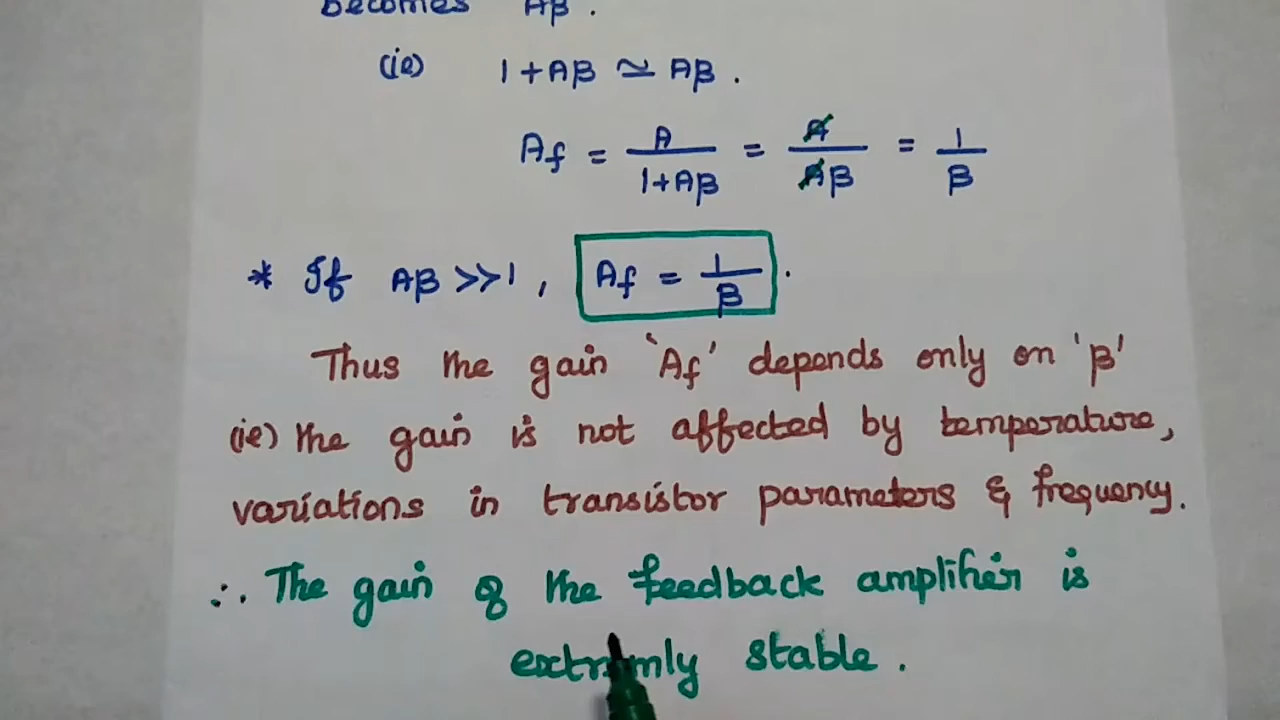 becomes Aβ.
(ie) 1+Aβ ≃ Aβ.
Af = A/(1+Aβ) = A/(Aβ) = 1/β
* If Aβ >>1, Af = 1/β.
Thus the gain 'Af' depends only on 'β'
(ie) the gain is not affected by temperature,
variations in transistor parameters & frequency.
∴ The gain of the feedback amplifier is
stable.